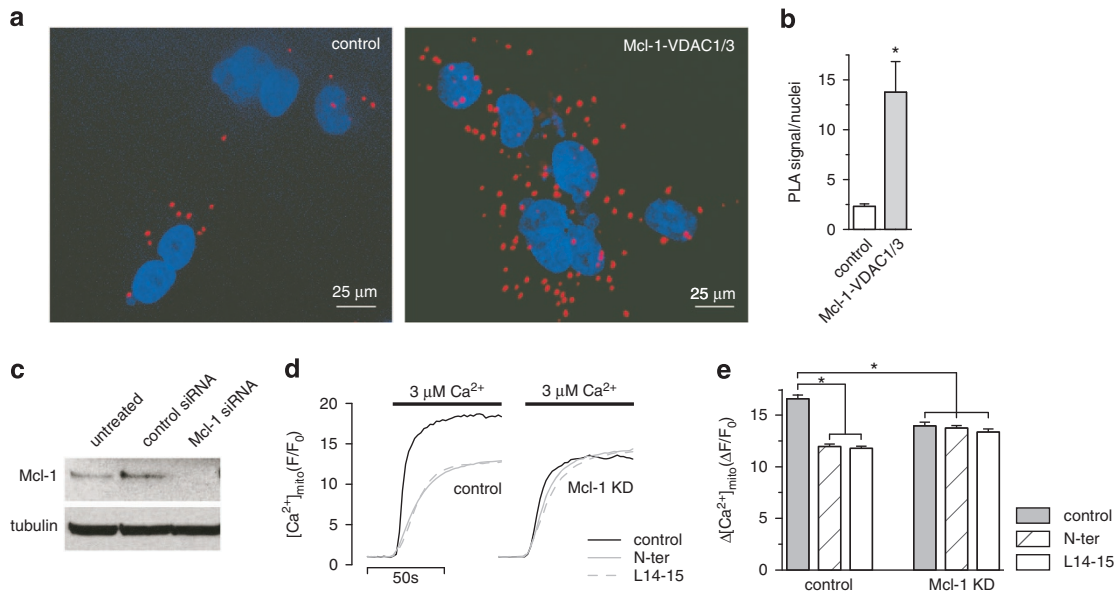 a
control
25 μm
Mcl-1-VDAC1/3
25 μm
b
PLA signal/nuclei
15
10
5
0
*
control
Mcl-1-VDAC1/3
c
untreated
control siRNA
Mcl-1 siRNA
Mcl-1
tubulin
d
3 μM Ca²⁺
3 μM Ca²⁺
[Ca²⁺]mito(F/F₀)
20
15
10
5
0
control
Mcl-1 KD
50s
control
N-ter
L14-15
e
Δ[Ca²⁺]mito(ΔF/F₀)
15
10
5
0
*
*
control
Mcl-1 KD
control
N-ter
L14-15